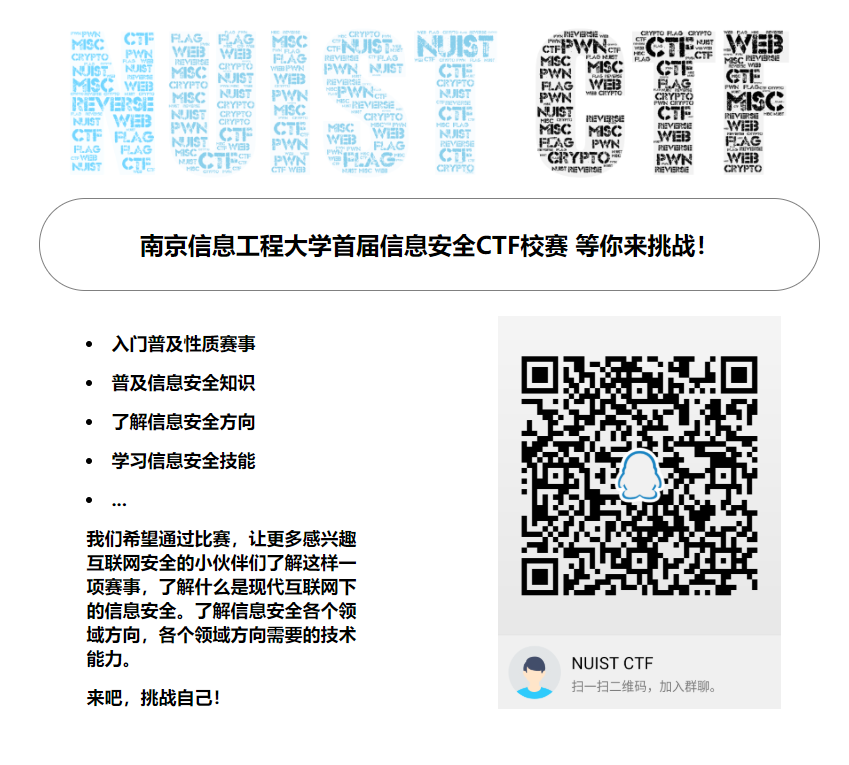 NUIST CTF
南京信息工程大学首届信息安全CTF校赛 等你来挑战！
• 入门普及性质赛事
• 普及信息安全知识
• 了解信息安全方向
• 学习信息安全技能
• ...
我们希望通过比赛，让更多感兴趣
互联网安全的小伙伴们了解这样一
项赛事，了解什么是现代互联网下
的信息安全。了解信息安全各个领
域方向，各个领域方向需要的技术
能力。
来吧，挑战自己！
NUIST CTF
扫一扫二维码，加入群聊。